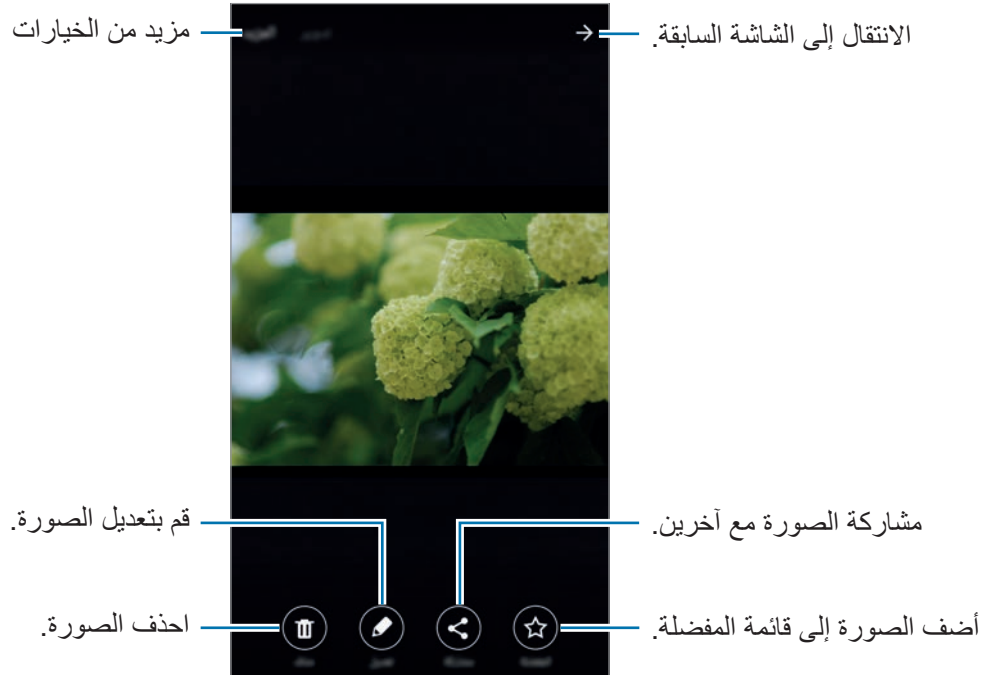 الانتقال إلى الشاشة السابقة.
مزيد من الخيارات
مشاركة الصورة مع آخرين.
قم بتعديل الصورة.
أضف الصورة إلى قائمة المفضلة.
احذف الصورة.